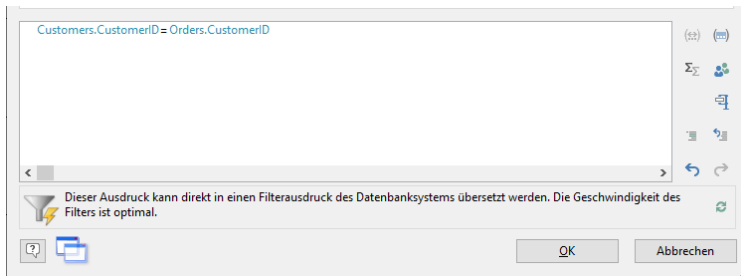 Customers.CustomerID= Orders.CustomerID
Dieser Ausdruck kann direkt in einen Filterausdruck des Datenbanksystems übersetzt werden. Die Geschwindigkeit des
Filters ist optimal.
OK Abbrechen